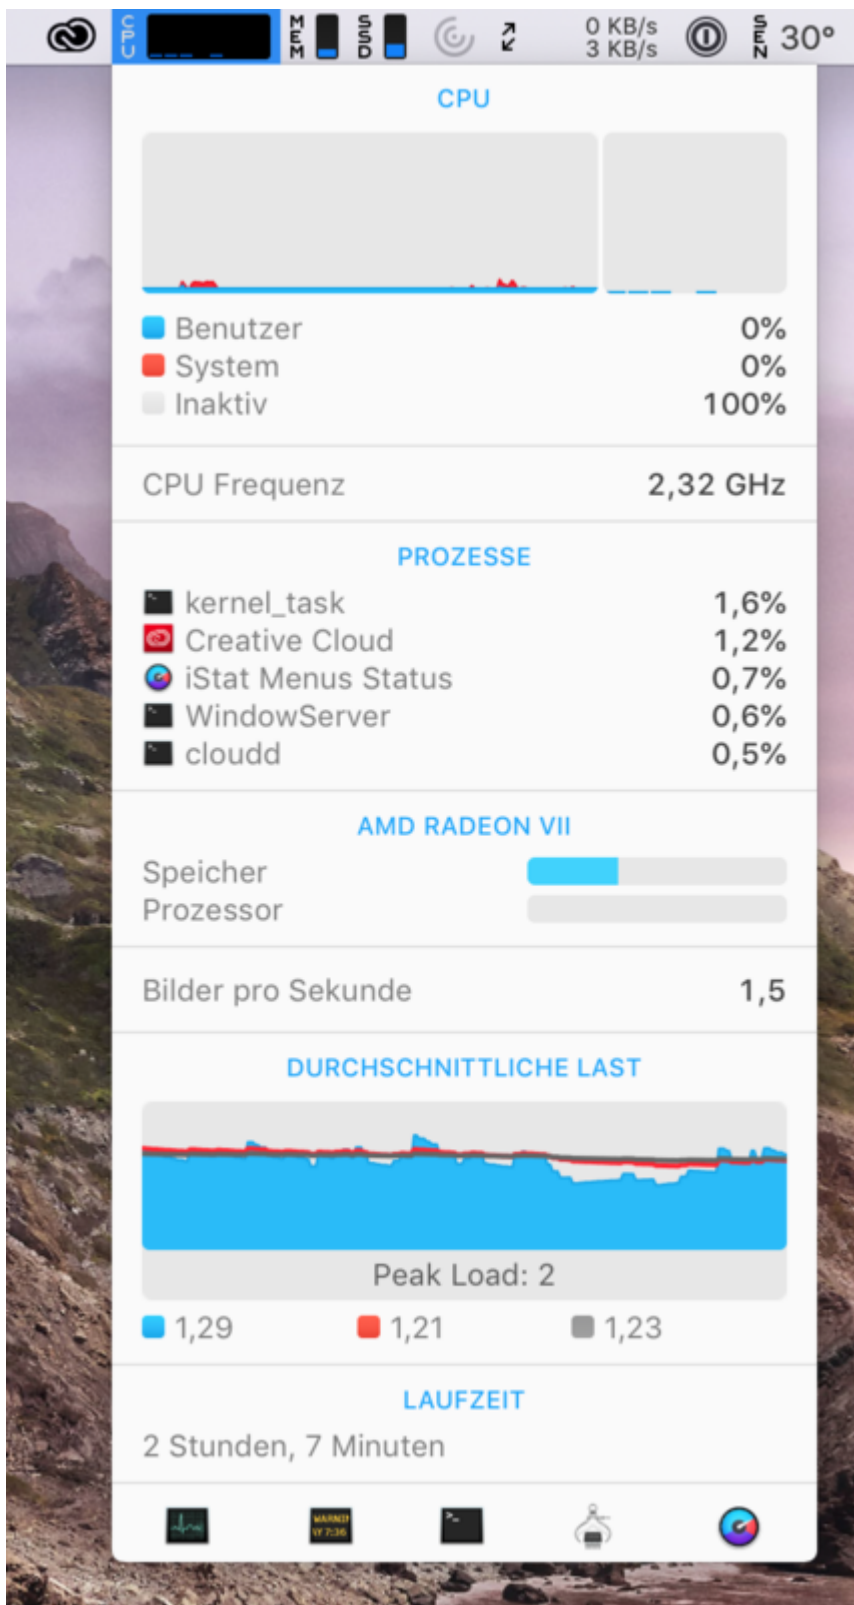 CPU MEM SSD 0 KB/s SEN 30°
3 KB/s
CPU
Benutzer 0%
System 0%
Inaktiv 100%
CPU Frequenz 2,32 GHz
PROZESSE
kernel_task 1,6%
Creative Cloud 1,2%
iStat Menus Status 0,7%
WindowServer 0,6%
cloudd 0,5%
AMD RADEON VII
Speicher
Prozessor
Bilder pro Sekunde 1,5
DURCHSCHNITTLICHE LAST
Peak Load: 2
1,29 1,21 1,23
LAUFZEIT
2 Stunden, 7 Minuten
WARNIN
Y 7:36